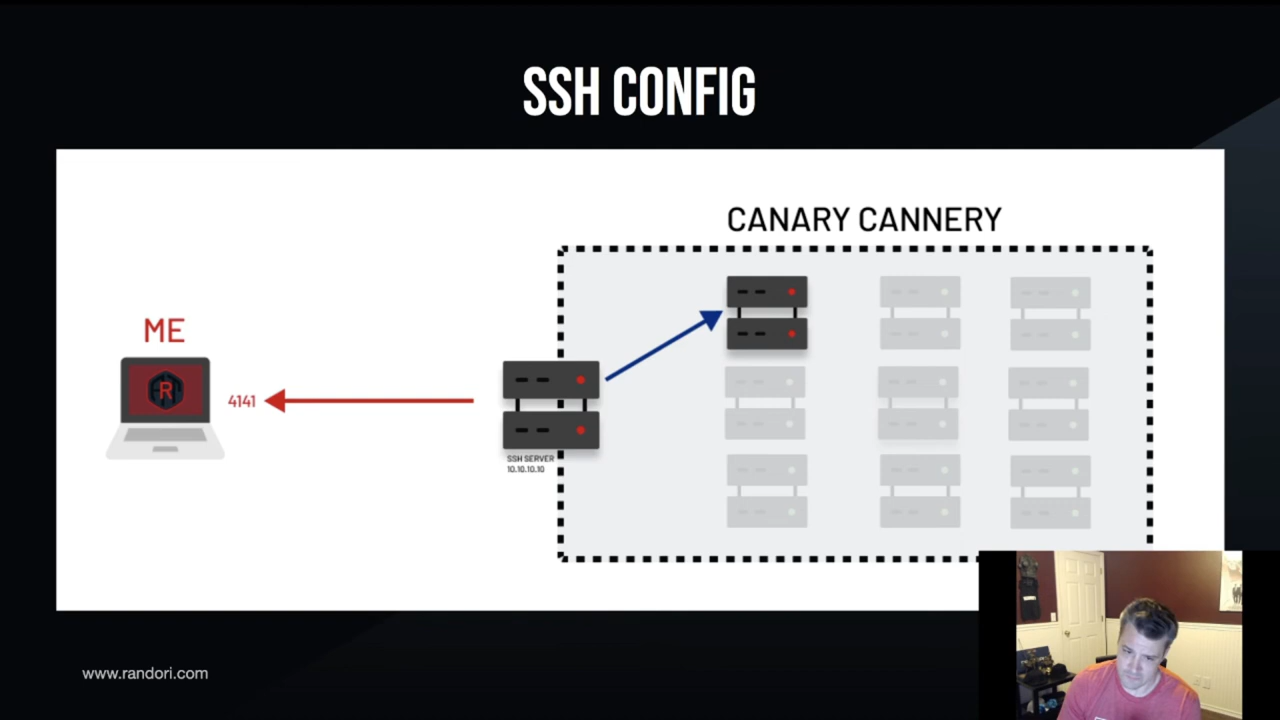 SSH CONFIG
CANARY CANNERY
ME
R
4141
SSH SERVER
10.10.10.10
www.randori.com